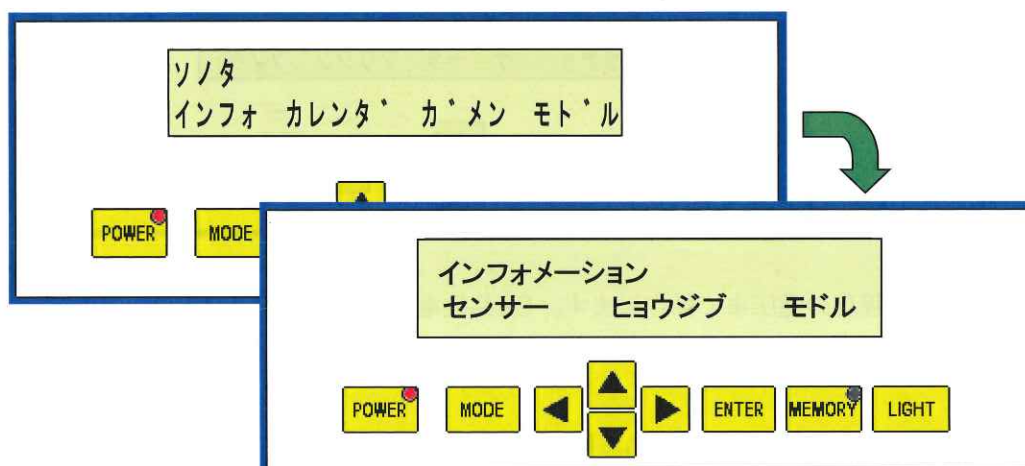 ソノタ
インフォ カレンダ゛ ガ゛メン モト゛ル
POWER MODE
インフォメーション
センサー ヒョウジブ モドル
POWER MODE ENTER MEMORY LIGHT